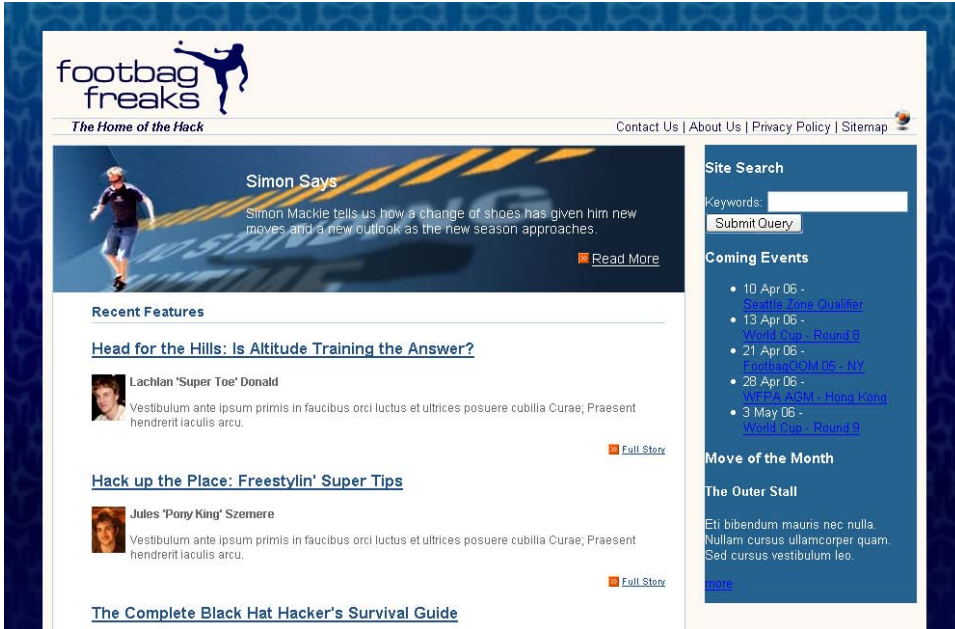 footbag
freaks
The Home of the Hack
Contact Us | About Us | Privacy Policy | Sitemap
Simon Says
Simon Mackie tells us how a change of shoes has given him new
moves and a new outlook as the new season approaches.
Read More
NO STANDING
Recent Features
Head for the Hills: Is Altitude Training the Answer?
Lachlan 'Super Toe' Donald
Vestibulum ante ipsum primis in faucibus orci luctus et ultrices posuere cubilia Curae; Praesent
hendrerit iaculis arcu.
Full Story
Hack up the Place: Freestylin' Super Tips
Jules 'Pony King' Szemere
Vestibulum ante ipsum primis in faucibus orci luctus et ultrices posuere cubilia Curae; Praesent
hendrerit iaculis arcu.
Full Story
The Complete Black Hat Hacker's Survival Guide
Site Search
Keywords:
Submit Query
Coming Events
10 Apr 06 -
Seattle Zone Qualifier
13 Apr 06 -
World Cup - Round 8
21 Apr 06 -
FootbagOOM 05 - NY
28 Apr 06 -
WFPA AGM - Hong Kong
3 May 06 -
World Cup - Round 9
Move of the Month
The Outer Stall
Eti bibendum mauris nec nulla.
Nullam cursus ullamcorper quam.
Sed cursus vestibulum leo.
more